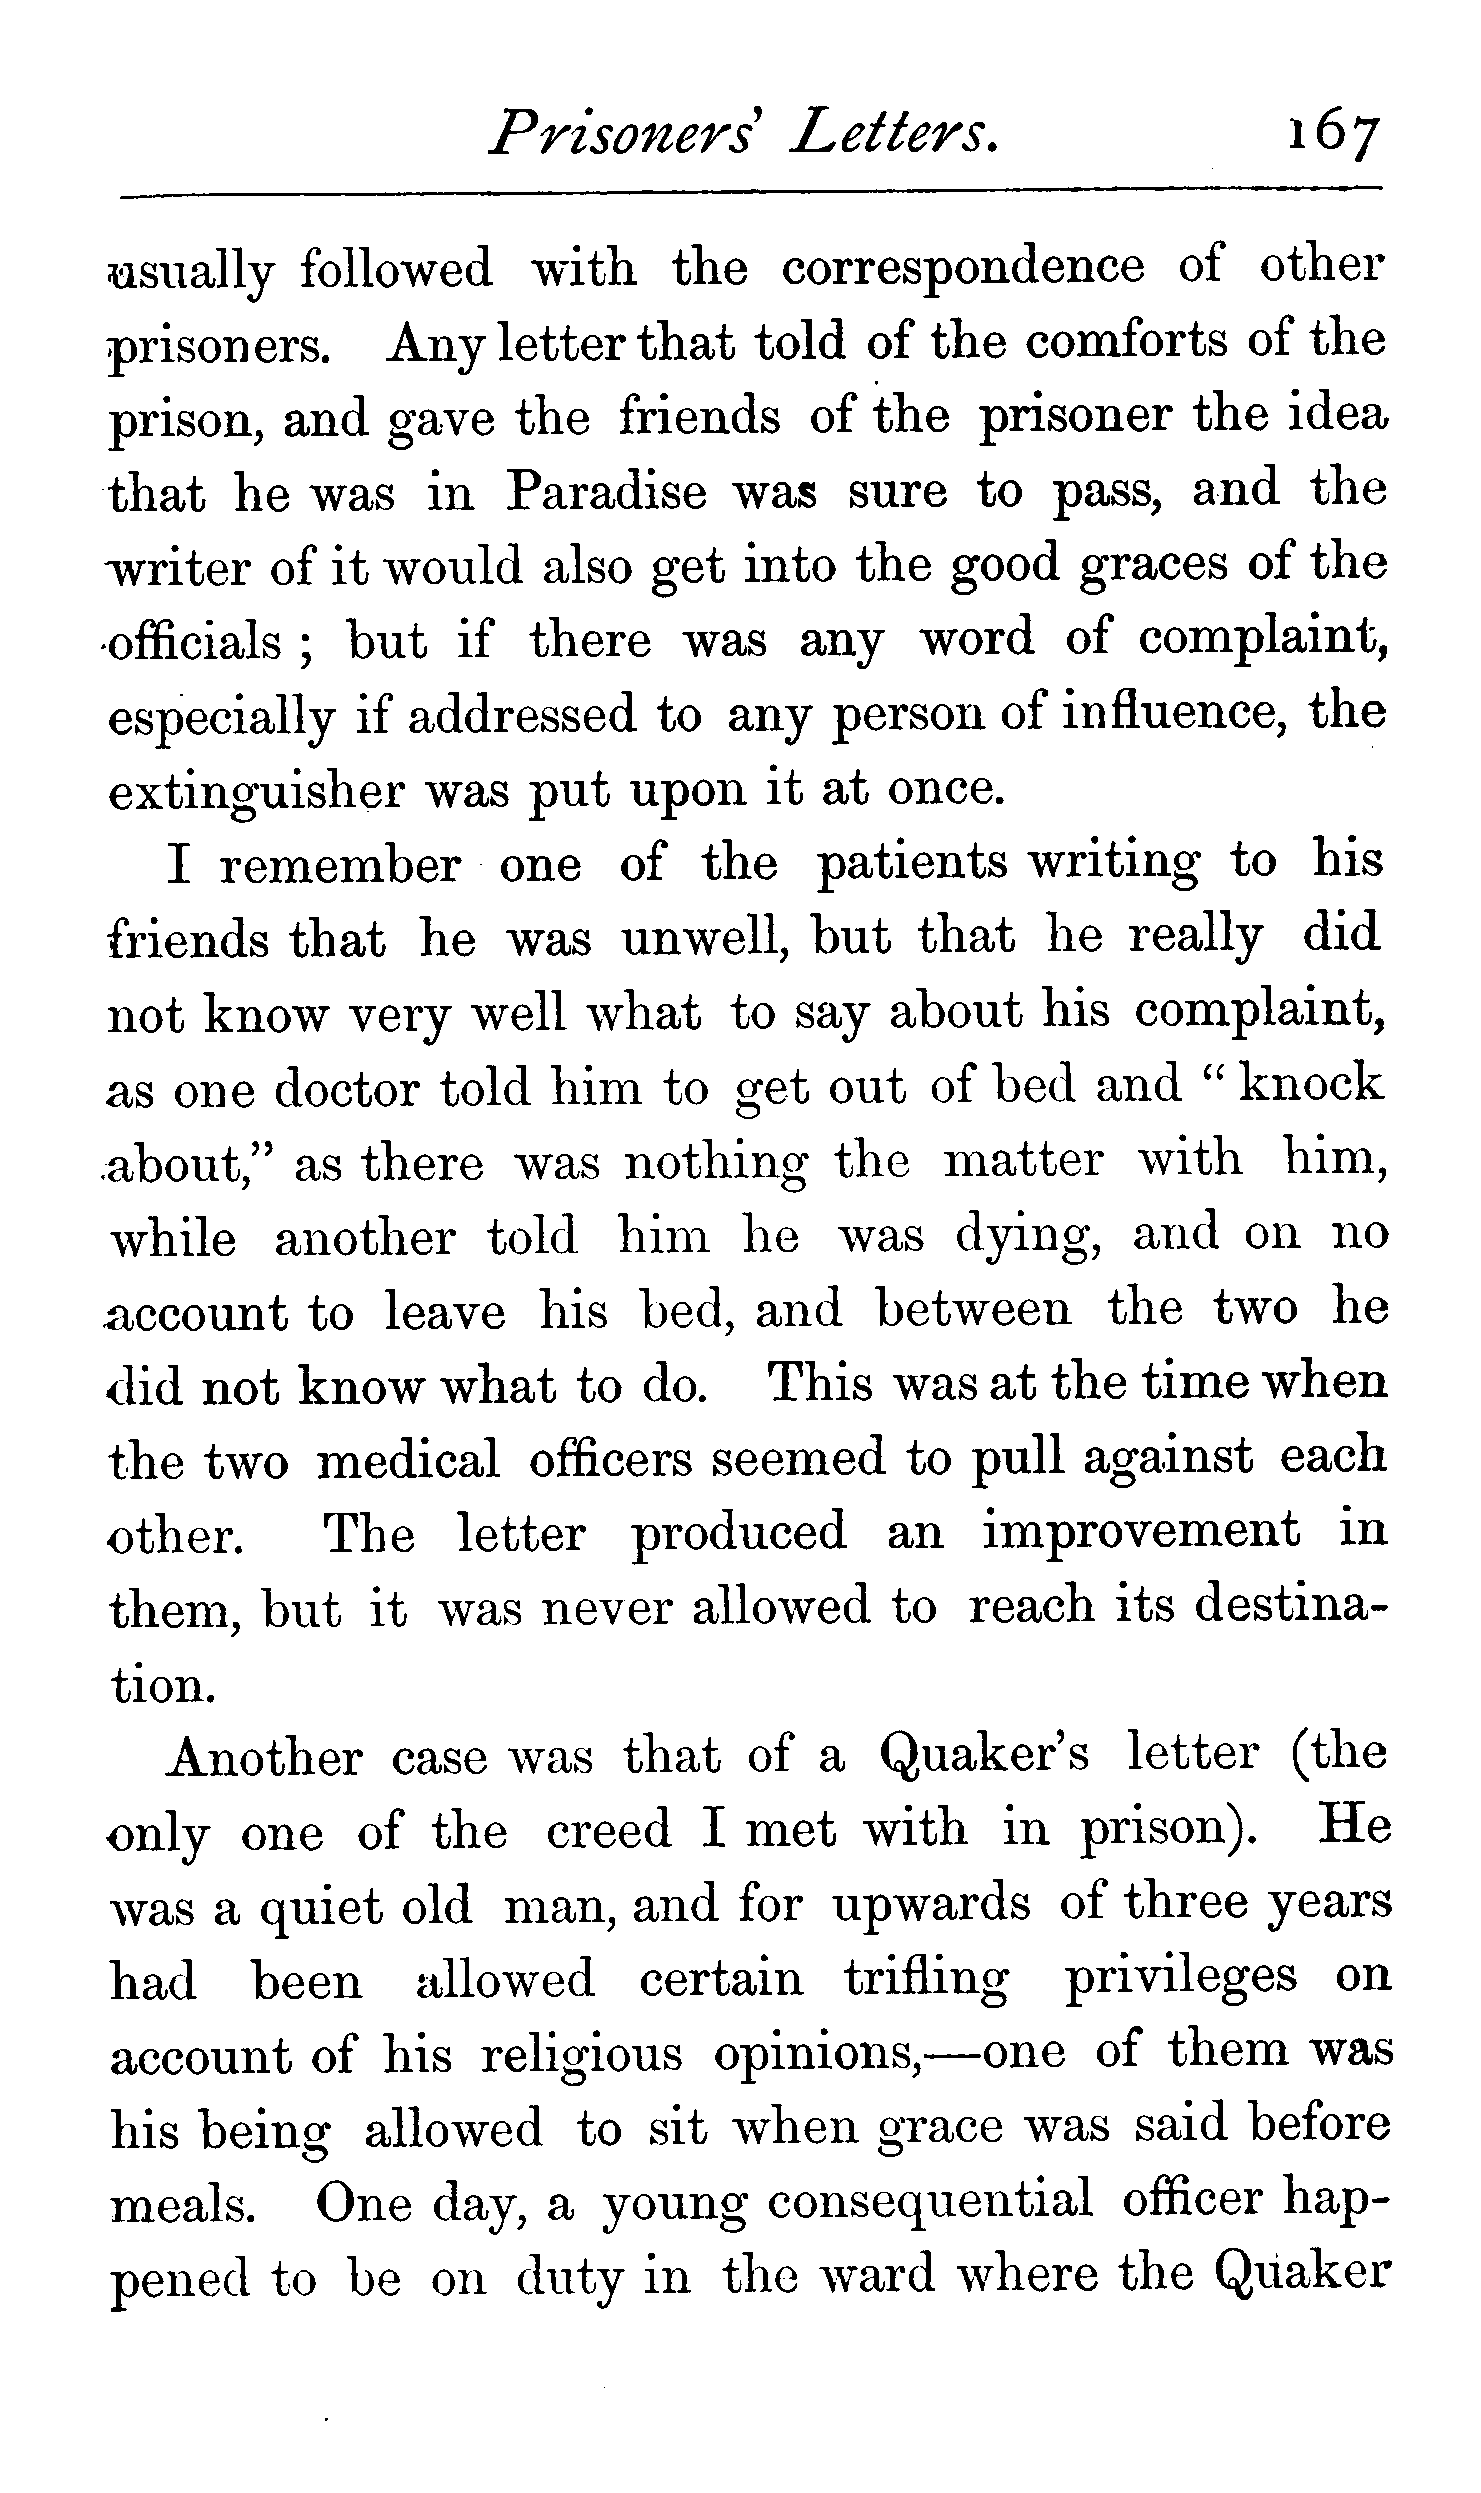 Prisoners' Letters. 167
usually followed with the correspondence of other
prisoners. Any letter that told of the comforts of the
prison, and gave the friends of the prisoner the idea
that he was in Paradise was sure to pass, and the
writer of it would also get into the good graces of the
officials ; but if there was any word of complaint,
especially if addressed to any person of influence, the
extinguisher was put upon it at once.
I remember one of the patients writing to his
friends that he was unwell, but that he really did
not know very well what to say about his complaint,
as one doctor told him to get out of bed and “ knock
about,” as there was nothing the matter with him,
while another told him he was dying, and on no
account to leave his bed, and between the two he
did not know what to do. This was at the time when
the two medical officers seemed to pull against each
other. The letter produced an improvement in
them, but it was never allowed to reach its destina-
tion.
Another case was that of a Quaker’s letter (the
only one of the creed I met with in prison). He
was a quiet old man, and for upwards of three years
had been allowed certain trifling privileges on
account of his religious opinions,—one of them was
his being allowed to sit when grace was said before
meals. One day, a young consequential officer hap-
pened to be on duty in the ward where the Quaker